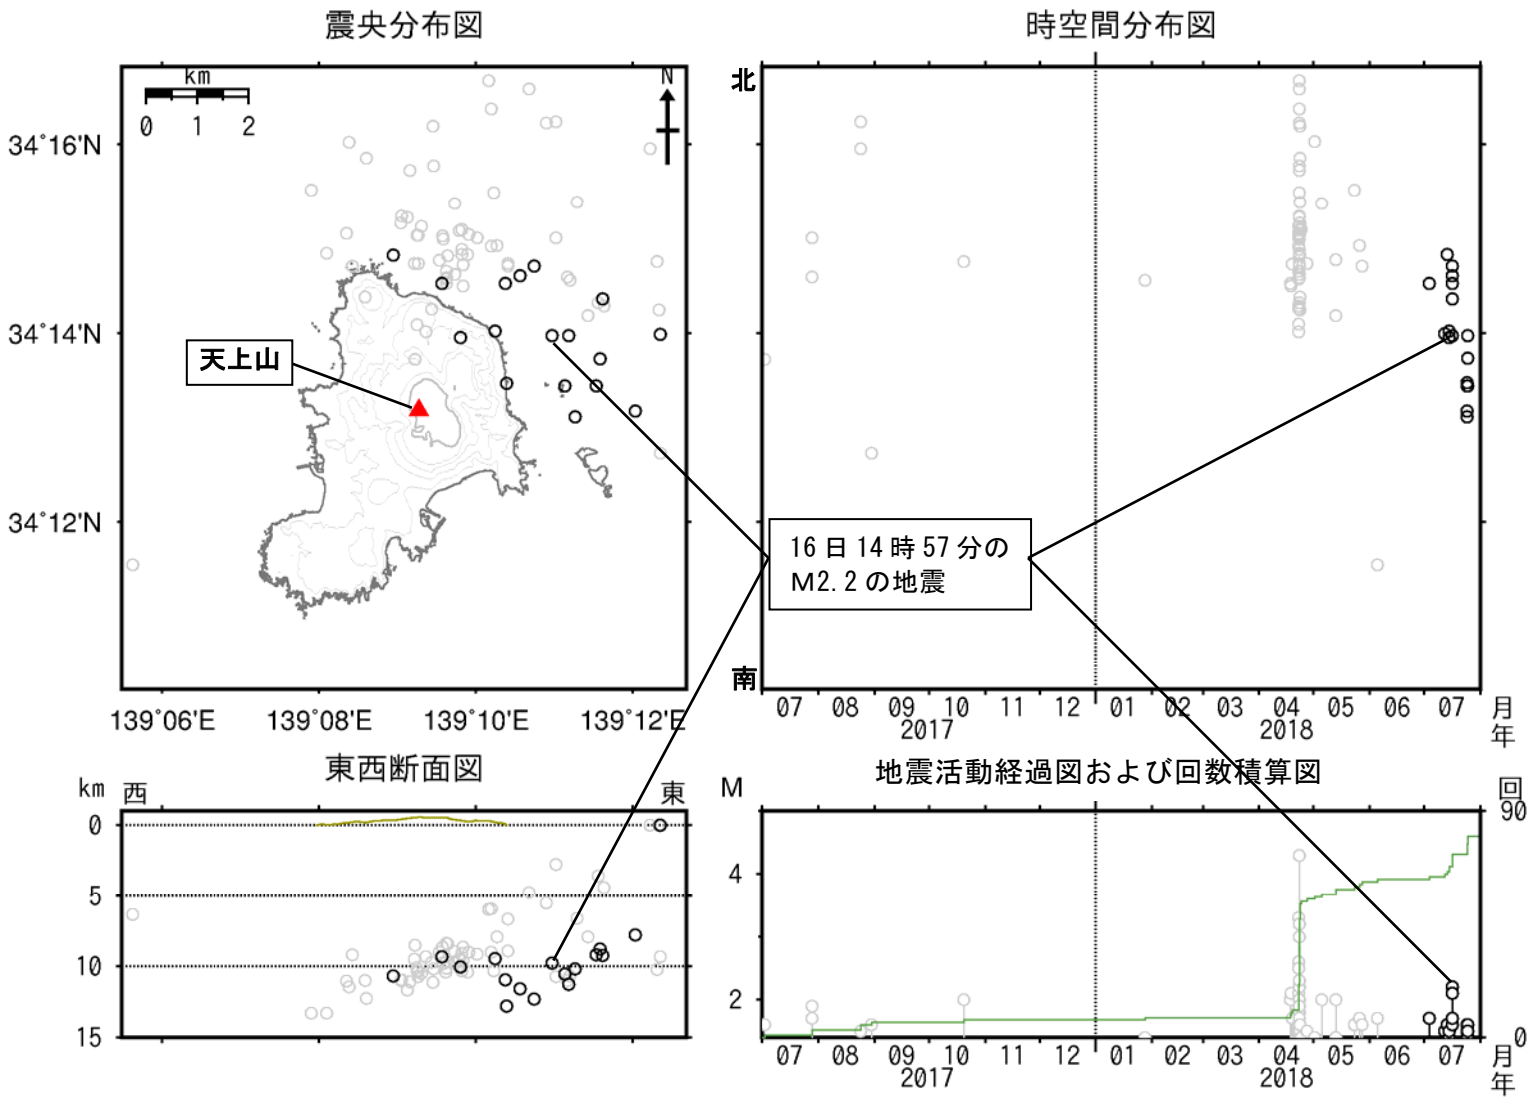 震央分布図
km
0 1 2
N
34°16'N
34°14'N
34°12'N
天上山
139°06'E 139°08'E 139°10'E 139°12'E
時空間分布図
北
南
16日14時57分の
M2.2の地震
07 08 09 10 11 12 01 02 03 04 05 06 07 月
2017 2018 年
東西断面図
km 西 東
0
5
10
15
地震活動経過図および回数積算図
M 回
90
4
2
0
07 08 09 10 11 12 01 02 03 04 05 06 07 月
2017 2018 年